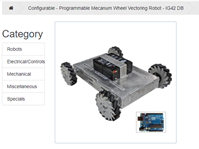 Configurable - Programmable Mecanum Wheel Vectoring Robot - IG42 DB
Category
Robots
Electrical/Controls
Mechanical
Miscellaneous
Specials